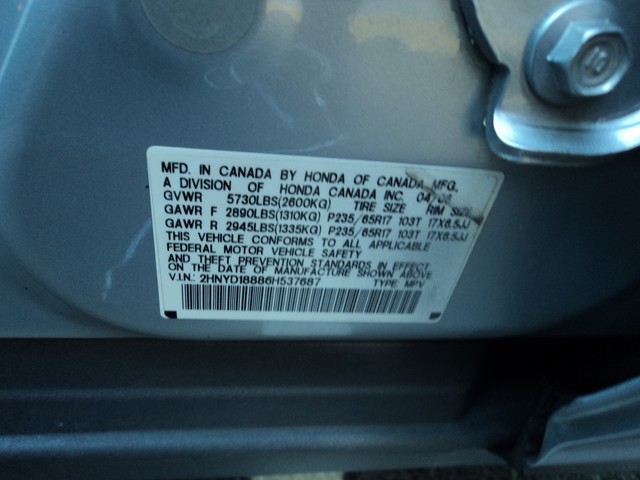 MFD. IN CANADA BY HONDA OF CANADA MFG.
A DIVISION OF HONDA CANADA INC. 04/06
GVWR 5730LBS(2600KG) TIRE SIZE RIM SIZE
GAWR F 2890LBS(1310KG) P235/65R17 103T 17X6.5JJ
GAWR R 2945LBS(1335KG) P235/65R17 103T 17X6.5JJ
THIS VEHICLE CONFORMS TO ALL APPLICABLE
FEDERAL MOTOR VEHICLE SAFETY
AND THEFT PREVENTION STANDARDS IN EFFECT
ON THE DATE OF MANUFACTURE SHOWN ABOVE
V.I.N.: 2HNYD18886H537687 TYPE: MPV